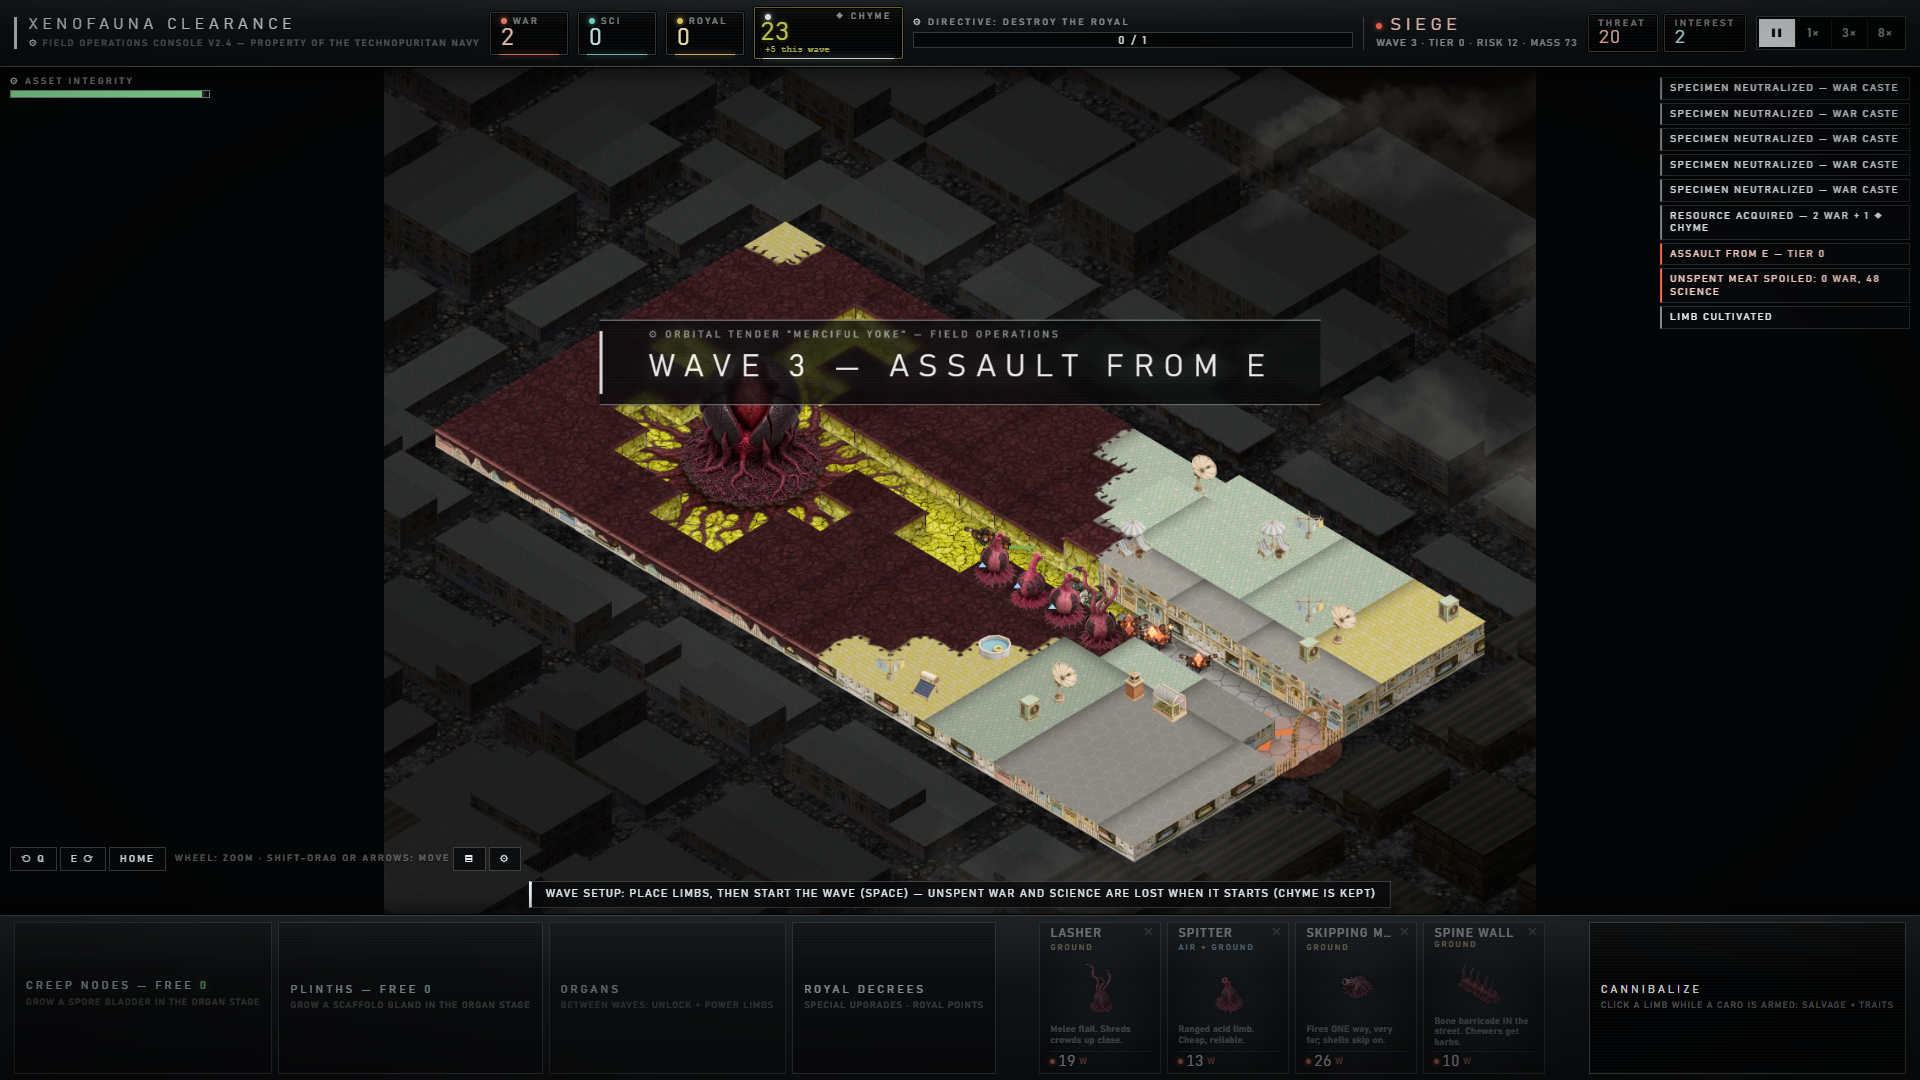 XENOFAUNA CLEARANCE
FIELD OPERATIONS CONSOLE V2.4 — PROPERTY OF THE TECHNOPURITAN NAVY
WAR
2
SCI
0
ROYAL
0
◆ CHYME
23
+5 this wave
DIRECTIVE: DESTROY THE ROYAL
0 / 1
SIEGE
WAVE 3 · TIER 0 · RISK 12 · MASS 73
THREAT
20
INTEREST
2
1×
3×
8×
ASSET INTEGRITY
SPECIMEN NEUTRALIZED — WAR CASTE
SPECIMEN NEUTRALIZED — WAR CASTE
SPECIMEN NEUTRALIZED — WAR CASTE
SPECIMEN NEUTRALIZED — WAR CASTE
SPECIMEN NEUTRALIZED — WAR CASTE
RESOURCE ACQUIRED — 2 WAR + 1 ◆
CHYME
ASSAULT FROM E — TIER 0
UNSPENT MEAT SPOILED: 0 WAR, 48
SCIENCE
LIMB CULTIVATED
ORBITAL TENDER "MERCIFUL YOKE" — FIELD OPERATIONS
WAVE 3 — ASSAULT FROM E
Q
E
HOME
WHEEL: ZOOM · SHIFT-DRAG OR ARROWS: MOVE
WAVE SETUP: PLACE LIMBS, THEN START THE WAVE (SPACE) — UNSPENT WAR AND SCIENCE ARE LOST WHEN IT STARTS (CHYME IS KEPT)
CREEP NODES — FREE 0
GROW A SPORE BLADDER IN THE ORGAN STAGE
PLINTHS — FREE 0
GROW A SCAFFOLD GLAND IN THE ORGAN STAGE
ORGANS
BETWEEN WAVES: UNLOCK + POWER LIMBS
ROYAL DECREES
SPECIAL UPGRADES · ROYAL POINTS
LASHER
GROUND
Melee flail. Shreds
crowds up close.
19 W
SPITTER
AIR + GROUND
Ranged acid limb.
Cheap, reliable.
13 W
SKIPPING M…
GROUND
Fires ONE way, very
far; shells skip on.
26 W
SPINE WALL
GROUND
Bone barricade IN the
street. Chewers get
barbs.
10 W
CANNIBALIZE
CLICK A LIMB WHILE A CARD IS ARMED: SALVAGE + TRAITS